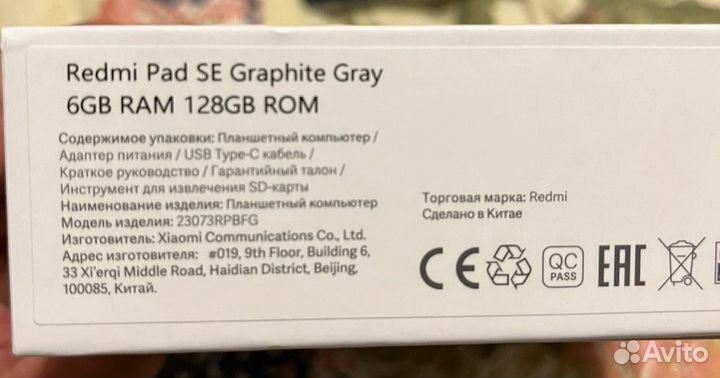 Redmi Pad SE Graphite Gray
6GB RAM 128GB ROM
Содержимое упаковки: Планшетный компьютер /
Адаптер питания / USB Type-C кабель /
Краткое руководство / Гарантийный талон /
Инструмент для извлечения SD-карты
Наименование изделия: Планшетный компьютер
Модель изделия: 23073RPBFG
Изготовитель: Xiaomi Communications Co., Ltd.
Адрес изготовителя: #019, 9th Floor, Building 6,
33 Xi'erqi Middle Road, Haidian District, Beijing,
100085, Китай.
Торговая марка: Redmi
Сделано в Китае
CE
QC
PASS
EAC
Avito